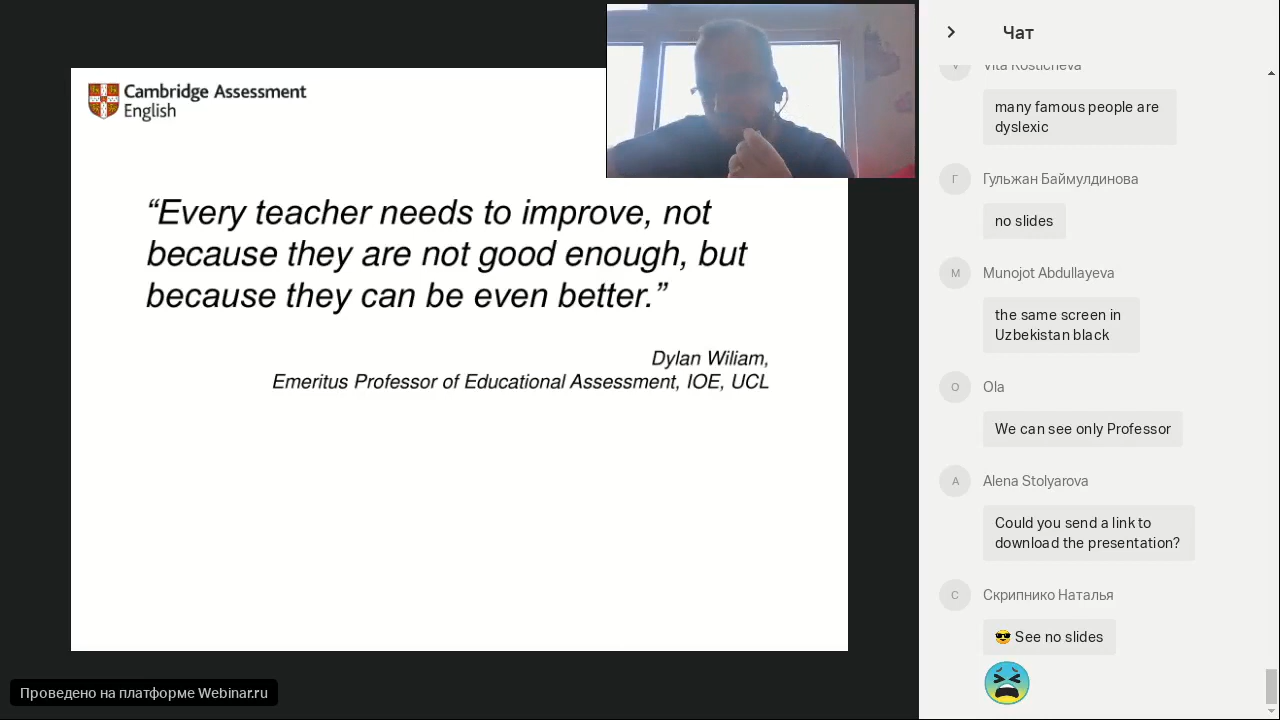 Cambridge Assessment
English
“Every teacher needs to improve, not
because they are not good enough, but
because they can be even better.”
Dylan Wiliam,
Emeritus Professor of Educational Assessment, IOE, UCL
Проведено на платформе Webinar.ru
Чат
V
Vita Kosticheva
many famous people are
dyslexic
Г
Гульжан Баймулдинова
no slides
M
Munojot Abdullayeva
the same screen in
Uzbekistan black
O
Ola
We can see only Professor
A
Alena Stolyarova
Could you send a link to
download the presentation?
С
Скрипнико Наталья
😎 See no slides